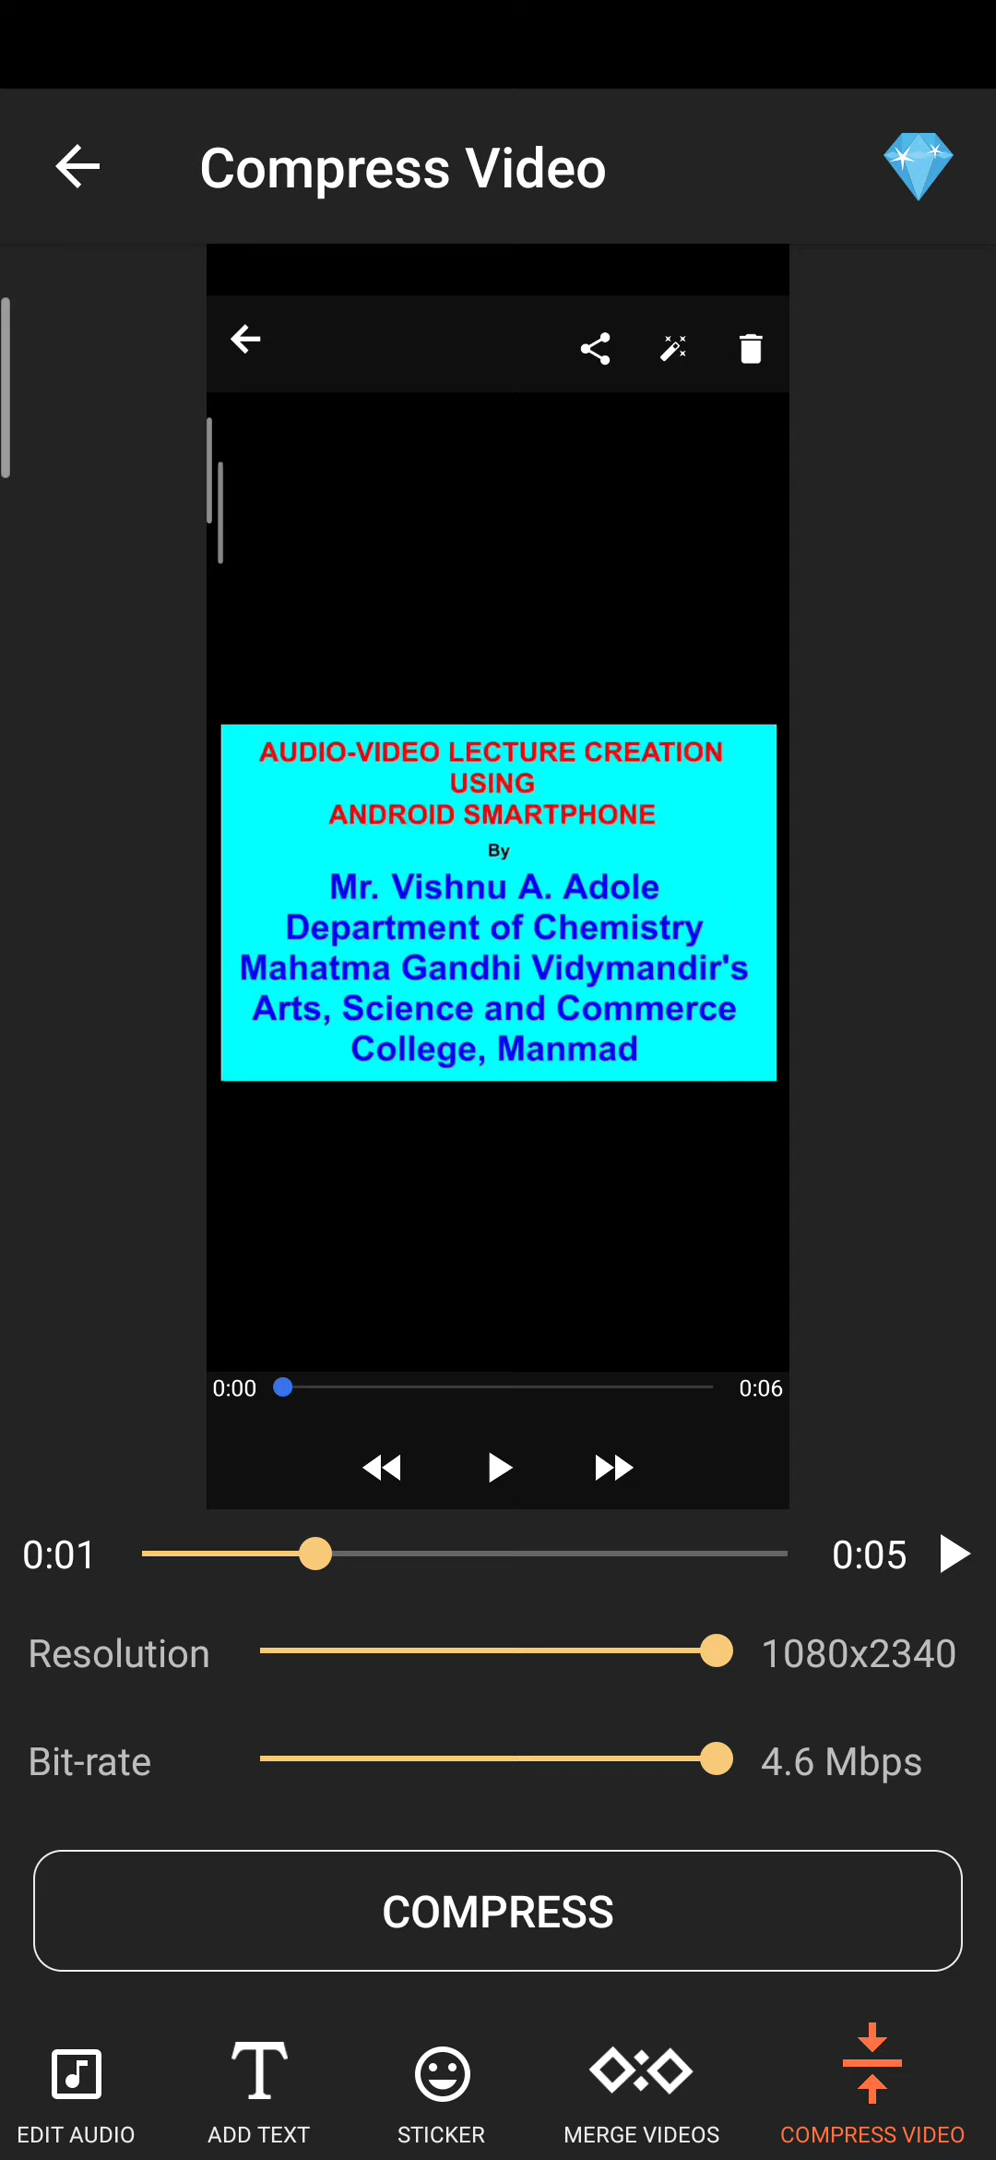 Compress Video
AUDIO-VIDEO LECTURE CREATION
USING
ANDROID SMARTPHONE
By
Mr. Vishnu A. Adole
Department of Chemistry
Mahatma Gandhi Vidymandir's
Arts, Science and Commerce
College, Manmad
0:00 0:06
0:01 0:05
Resolution 1080x2340
Bit-rate 4.6 Mbps
COMPRESS
EDIT AUDIO ADD TEXT STICKER MERGE VIDEOS COMPRESS VIDEO